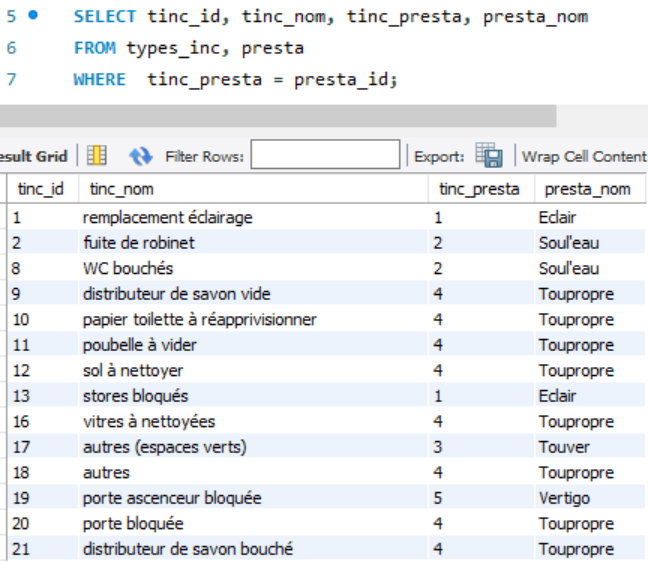 5 SELECT tinc_id, tinc_nom, tinc_presta, presta_nom
6 FROM types_inc, presta
7 WHERE tinc_presta = presta_id;
esult Grid Filter Rows: Export: Wrap Cell Content
tinc_id tinc_nom tinc_presta presta_nom
1 remplacement éclairage 1 Eclair
2 fuite de robinet 2 Soul'eau
8 WC bouchés 2 Soul'eau
9 distributeur de savon vide 4 Toupropre
10 papier toilette à réapprivisionner 4 Toupropre
11 poubelle à vider 4 Toupropre
12 sol à nettoyer 4 Toupropre
13 stores bloqués 1 Eclair
16 vitres à nettoyées 4 Toupropre
17 autres (espaces verts) 3 Touver
18 autres 4 Toupropre
19 porte ascenceur bloquée 5 Vertigo
20 porte bloquée 4 Toupropre
21 distributeur de savon bouché 4 Toupropre